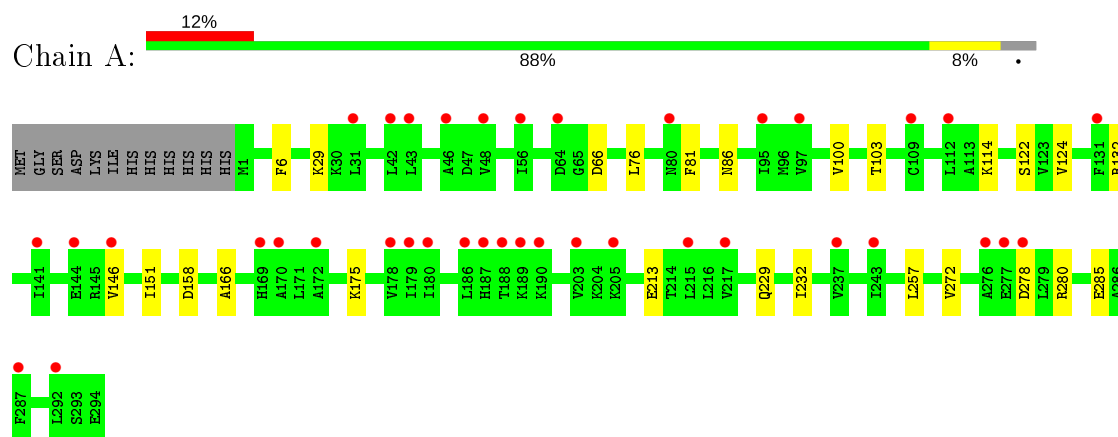 12%
Chain A:
88% 8% •
MET GLY SER ASP LYS ILE HIS HIS HIS HIS HIS HIS M1 F6 K29 K30 L31 L42 L43 A46 D47 V48 I56 D64 G65 D66 L76 N80 F81 N86 I95 M96 V97 V100 T103 C109 L112 A113 K114 S122 V123 V124 F131 R132
I141 E144 R145 V146 I151 D158 A166 H169 A170 L171 A172 K175 V178 I179 I180 L186 H187 T188 K189 K190 V203 K204 K205 E213 T214 L215 L216 V217 Q229 I232 V237 I243 L257 V272 A276 E277 D278 L279 R280 E285 A286
F287 L292 S293 E294